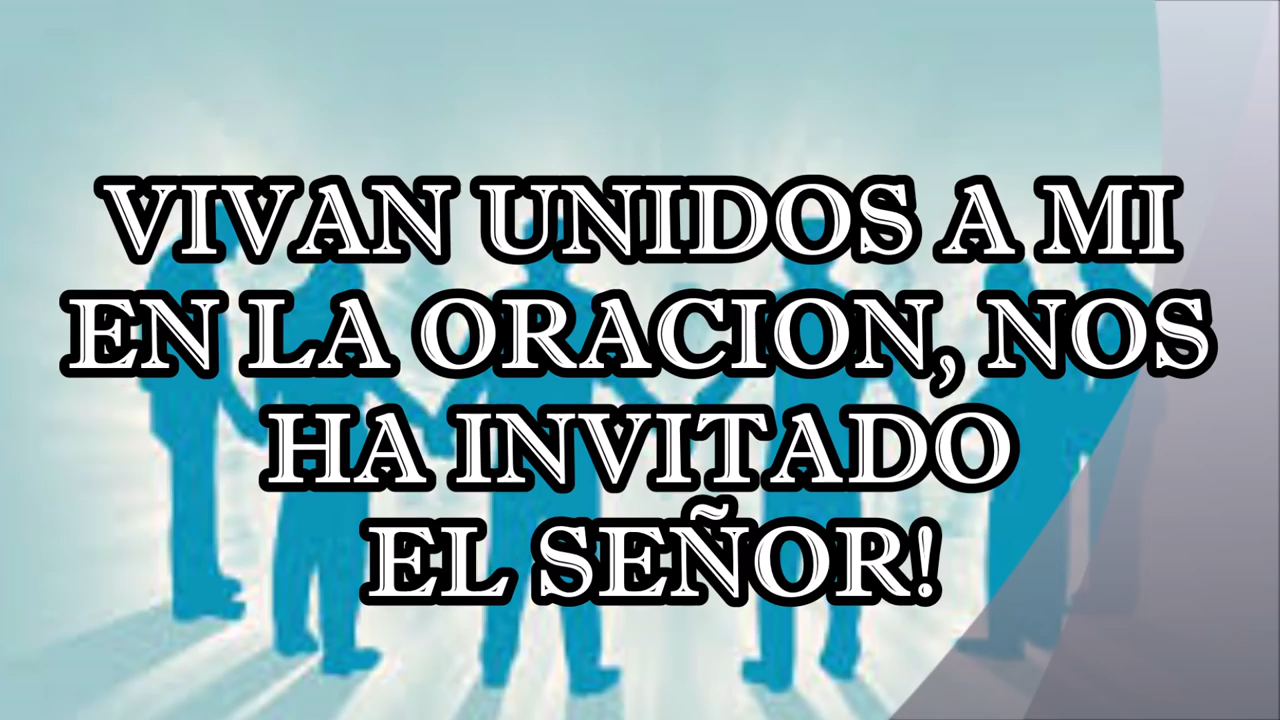 VIVAN UNIDOS A MI
EN LA ORACION, NOS
HA INVITADO
EL SEÑOR!